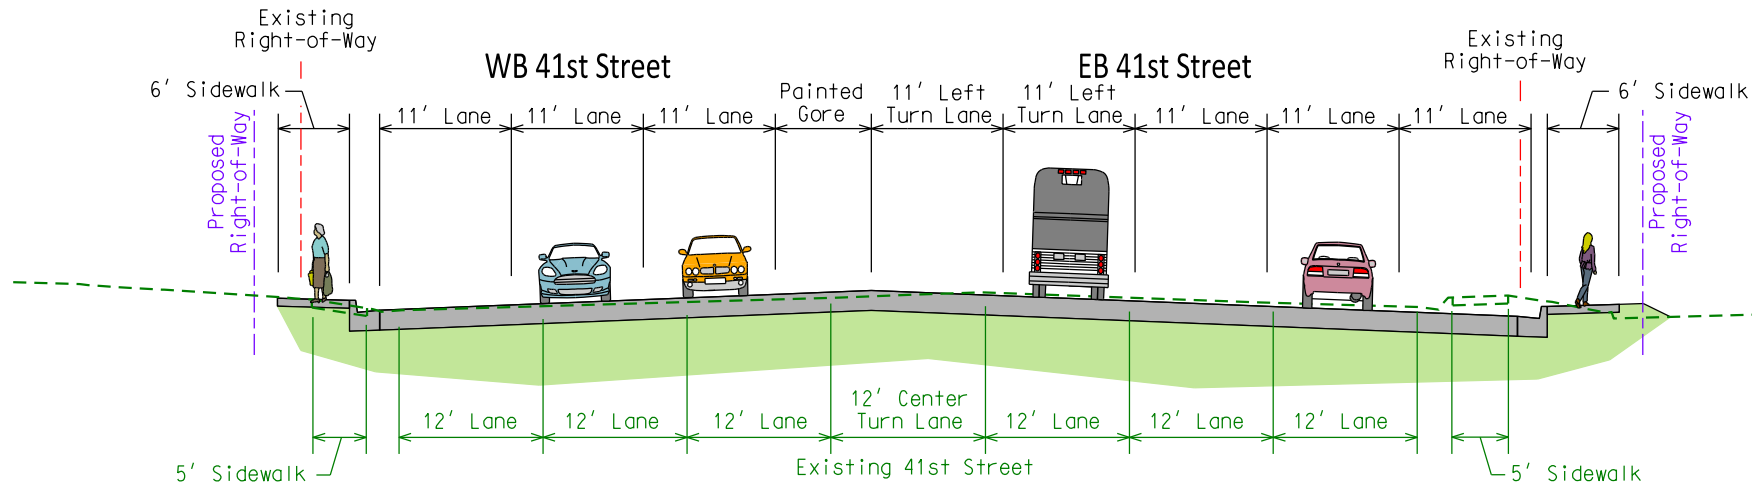 Existing
Right-of-Way
WB 41st Street
EB 41st Street
Existing
Right-of-Way
6' Sidewalk
6' Sidewalk
11' Lane
11' Lane
11' Lane
Painted
Gore
11' Left
Turn Lane
11' Left
Turn Lane
11' Lane
11' Lane
11' Lane
Proposed
Right-of-Way
Proposed
Right-of-Way
12' Lane
12' Lane
12' Lane
12' Center
Turn Lane
12' Lane
12' Lane
12' Lane
5' Sidewalk
Existing 41st Street
5' Sidewalk